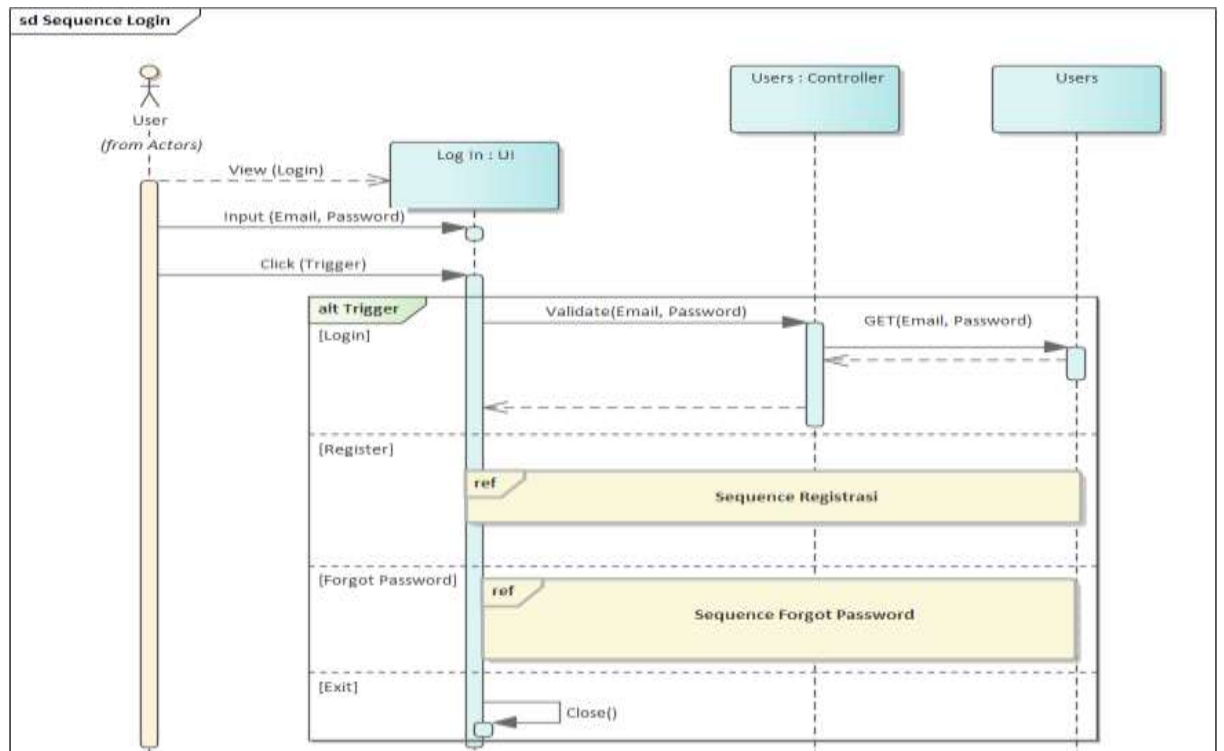 sd Sequence Login
User
(from Actors)
Log In : UI
Users : Controller
Users
View (Login)
Input (Email, Password)
Click (Trigger)
alt Trigger
[Login]
Validate(Email, Password)
GET(Email, Password)
[Register]
ref
Sequence Registrasi
[Forgot Password]
ref
Sequence Forgot Password
[Exit]
Close()